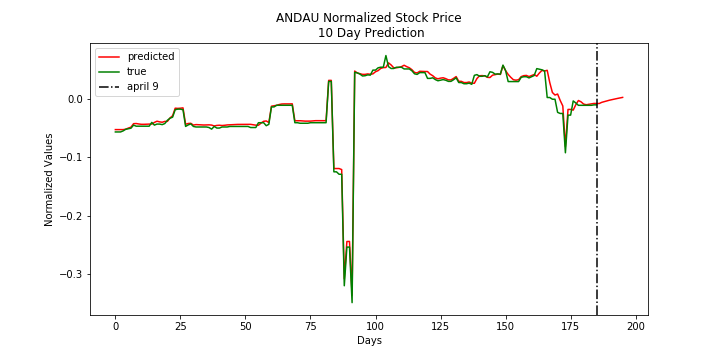 ANDAU Normalized Stock Price
10 Day Prediction
predicted
true
april 9
Normalized Values
0.0
−0.1
−0.2
−0.3
0 25 50 75 100 125 150 175 200
Days